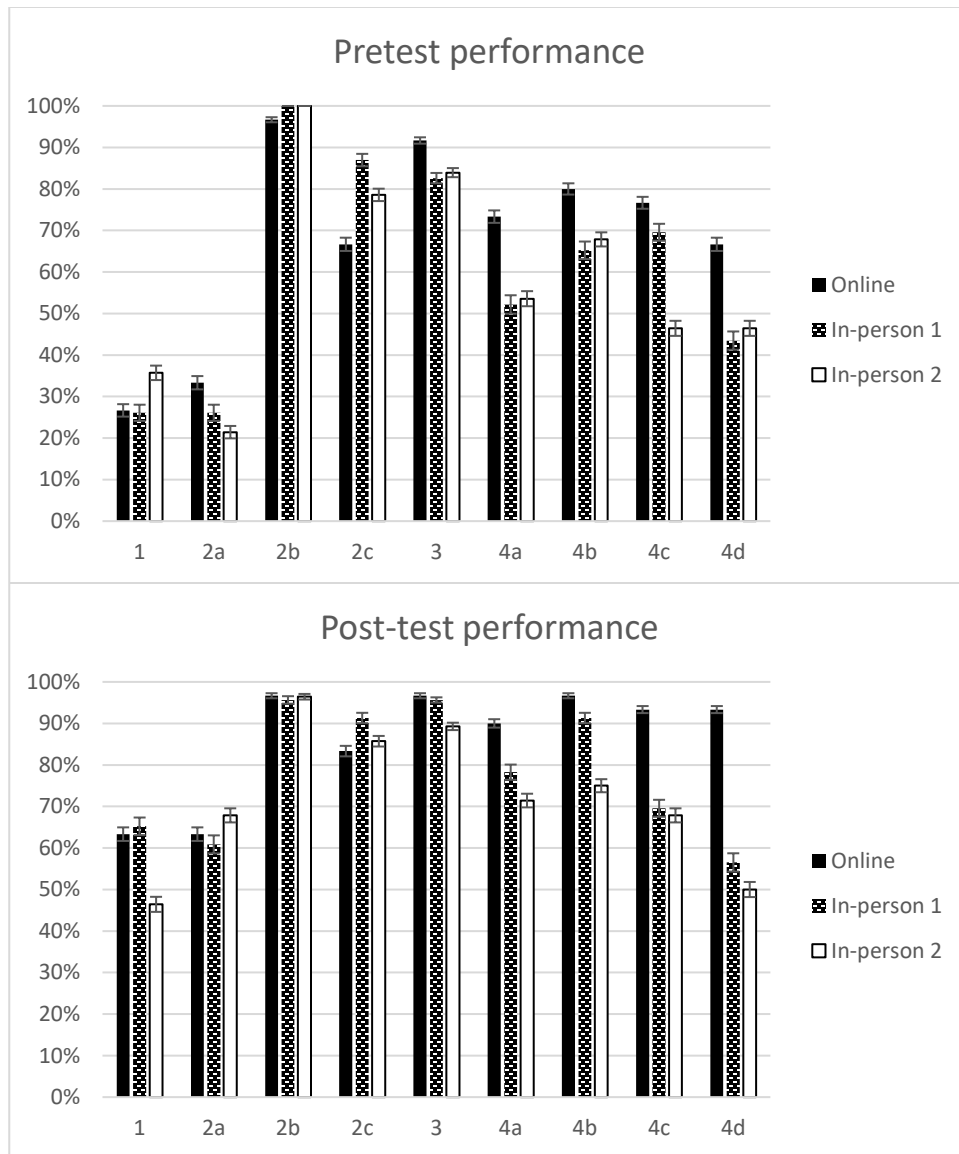 Pretest performance
100%
90%
80%
70%
60%
50%
40%
30%
20%
10%
0%
1 2a 2b 2c 3 4a 4b 4c 4d
Online
In-person 1
In-person 2
Post-test performance
100%
90%
80%
70%
60%
50%
40%
30%
20%
10%
0%
1 2a 2b 2c 3 4a 4b 4c 4d
Online
In-person 1
In-person 2